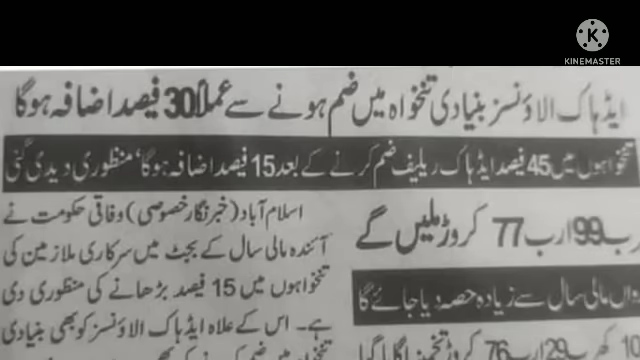 KINEMASTER
ایڈہاک الاؤنسز بنیادی تنخواہ میں ضم ہونے سے عملاً 30 فیصد اضافہ ہوگا
تنخواہوں میں 45 فیصد ایڈہاک ریلیف ضم کرنے کے بعد 15 فیصد اضافہ ہوگا، منظوری دیدی گئی
اسلام آباد (خبر نگار خصوصی) وفاقی حکومت نے
آئندہ مالی سال کے بجٹ میں سرکاری ملازمین کی
تنخواہوں میں 15 فیصد بڑھانے کی منظوری دی
ہے۔ اس کے علاوہ ایڈہاک الاؤنسز کو بھی بنیادی
99 ارب 77 کروڑ ملیں گے
مالی سال سے زیادہ حصہ دیا جائے گا
29 ارب 76 کروڑ